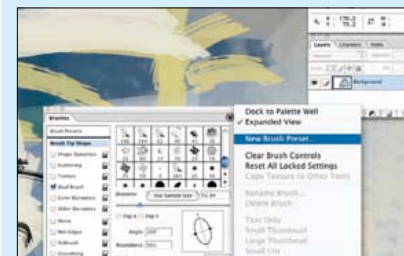 Layers
Channels
Paths
Background
Brushes
Brush Presets
Brush Tip Shape
Shape Dynamics
Scattering
Texture
Dual Brush
Color Dynamics
Other Dynamics
Noise
Wet Edges
Airbrush
Smoothing
Diameter
Use Sample Size
Flip X
Flip Y
Angle:
Roundness:
Dock to Palette Well
✓ Expanded View
New Brush Preset...
Clear Brush Controls
Reset All Locked Settings
Copy Texture to Other Tools
Rename Brush...
Delete Brush
Text Only
Small Thumbnail
Large Thumbnail
Small List